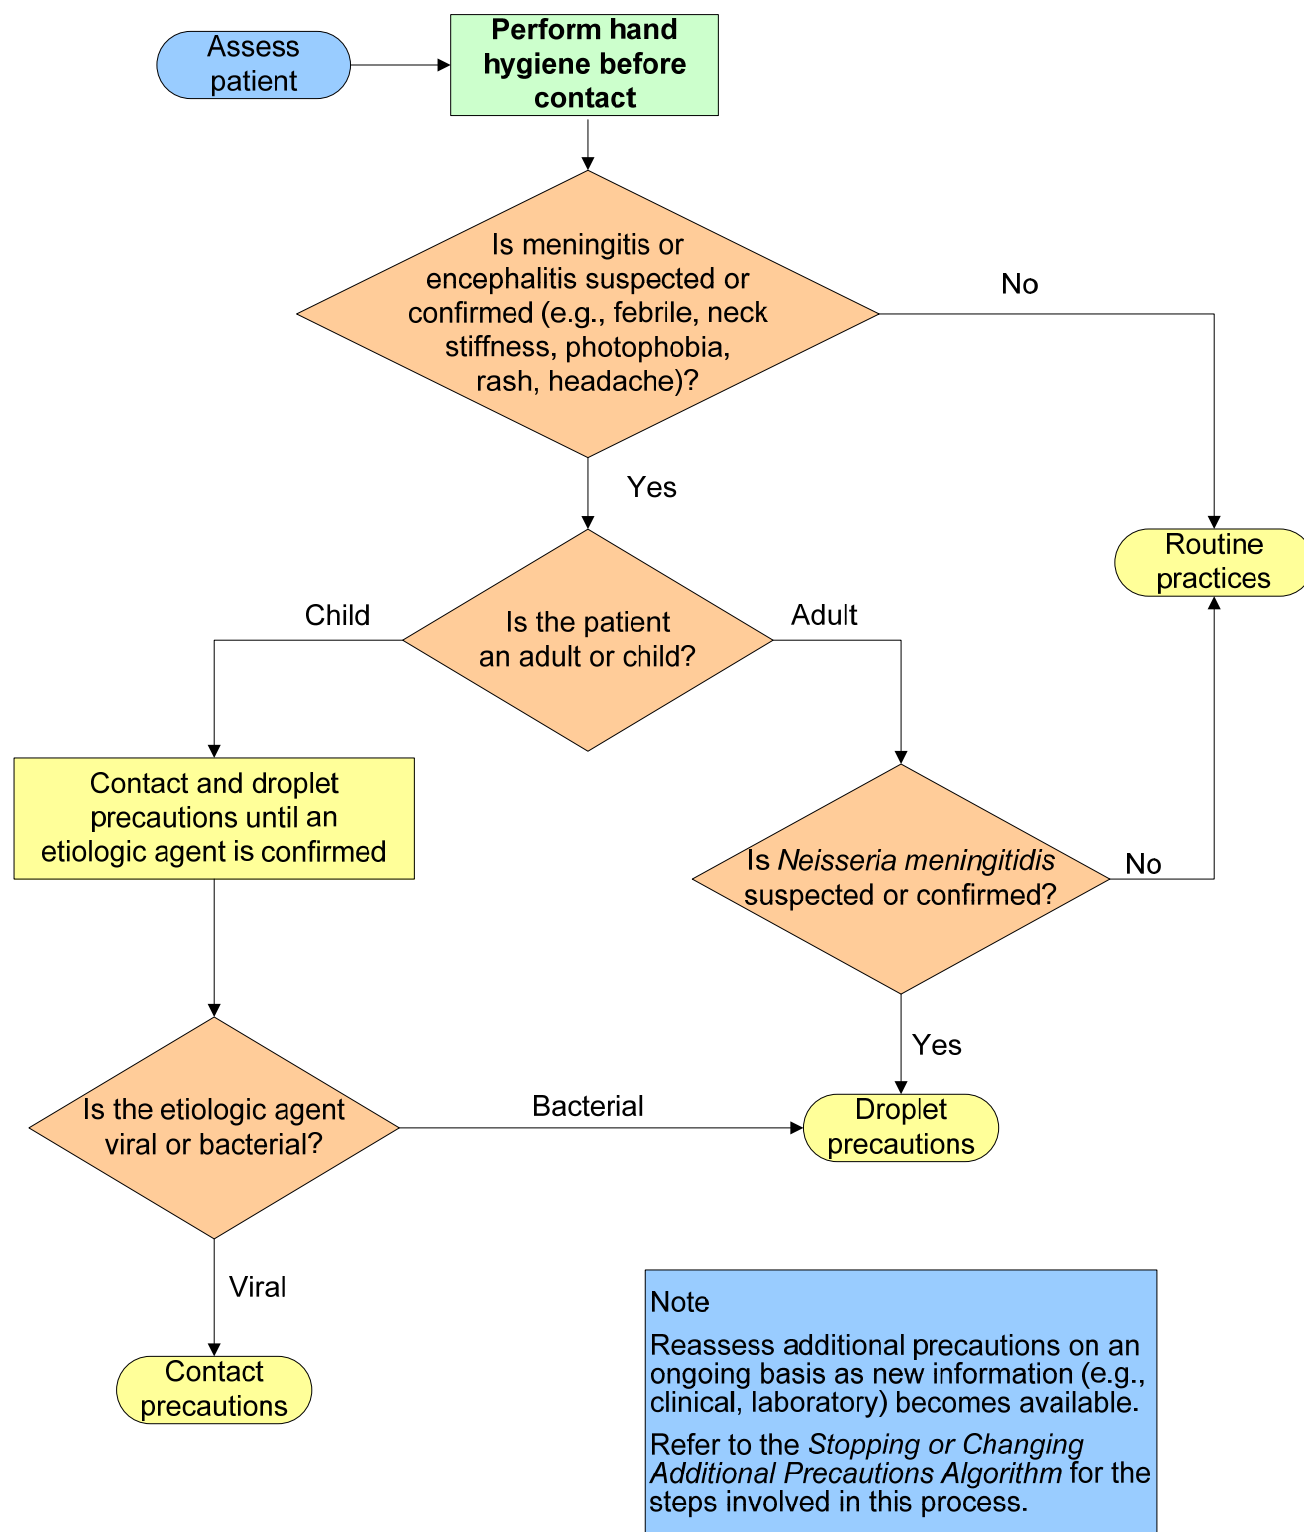 Assess
patient
Perform hand
hygiene before
contact
Is meningitis or
encephalitis suspected or
confirmed (e.g., febrile, neck
stiffness, photophobia,
rash, headache)?
No
Yes
Routine
practices
Child
Is the patient
an adult or child?
Adult
Contact and droplet
precautions until an
etiologic agent is confirmed
Is Neisseria meningitidis
suspected or confirmed?
No
Yes
Is the etiologic agent
viral or bacterial?
Bacterial
Droplet
precautions
Viral
Contact
precautions
Note
Reassess additional precautions on an
ongoing basis as new information (e.g.,
clinical, laboratory) becomes available.
Refer to the Stopping or Changing
Additional Precautions Algorithm for the
steps involved in this process.